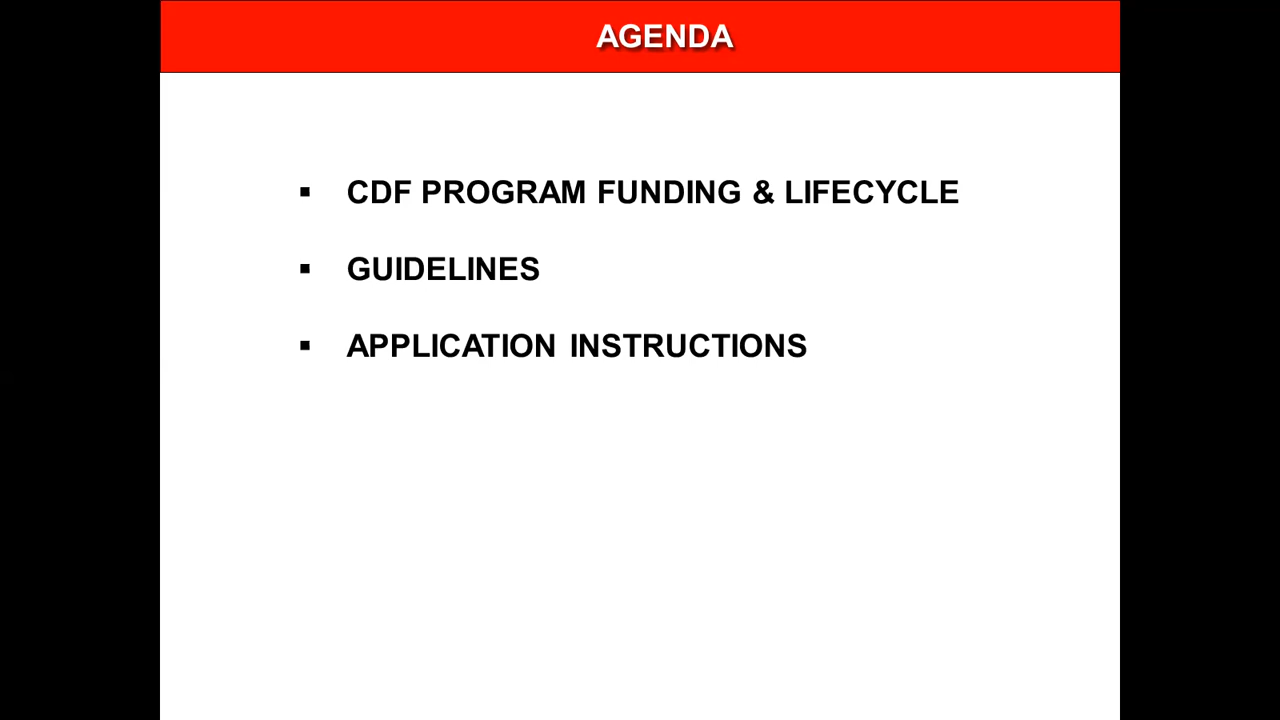 AGENDA
▪ CDF PROGRAM FUNDING & LIFECYCLE
▪ GUIDELINES
▪ APPLICATION INSTRUCTIONS